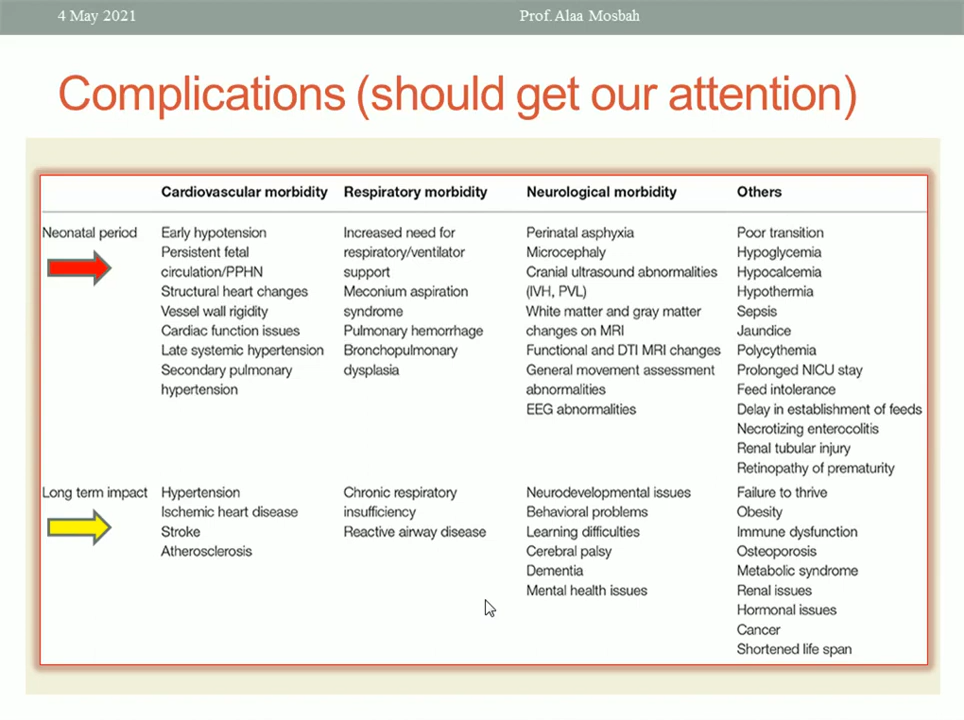 4 May 2021
Prof.Alaa Mosbah
Complications (should get our attention)
Cardiovascular morbidity
Respiratory morbidity
Neurological morbidity
Others
Neonatal period
Early hypotension
Persistent fetal
circulation/PPHN
Structural heart changes
Vessel wall rigidity
Cardiac function issues
Late systemic hypertension
Secondary pulmonary
hypertension
Increased need for
respiratory/ventilator
support
Meconium aspiration
syndrome
Pulmonary hemorrhage
Bronchopulmonary
dysplasia
Perinatal asphyxia
Microcephaly
Cranial ultrasound abnormalities
(IVH, PVL)
White matter and gray matter
changes on MRI
Functional and DTI MRI changes
General movement assessment
abnormalities
EEG abnormalities
Poor transition
Hypoglycemia
Hypocalcemia
Hypothermia
Sepsis
Jaundice
Polycythemia
Prolonged NICU stay
Feed intolerance
Delay in establishment of feeds
Necrotizing enterocolitis
Renal tubular injury
Retinopathy of prematurity
Long term impact
Hypertension
Ischemic heart disease
Stroke
Atherosclerosis
Chronic respiratory
insufficiency
Reactive airway disease
Neurodevelopmental issues
Behavioral problems
Learning difficulties
Cerebral palsy
Dementia
Mental health issues
Failure to thrive
Obesity
Immune dysfunction
Osteoporosis
Metabolic syndrome
Renal issues
Hormonal issues
Cancer
Shortened life span